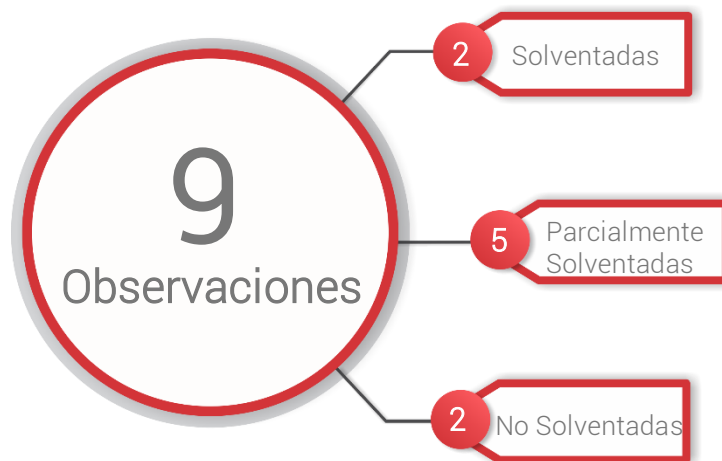 9
Observaciones
2
Solventadas
5
Parcialmente
Solventadas
2
No Solventadas